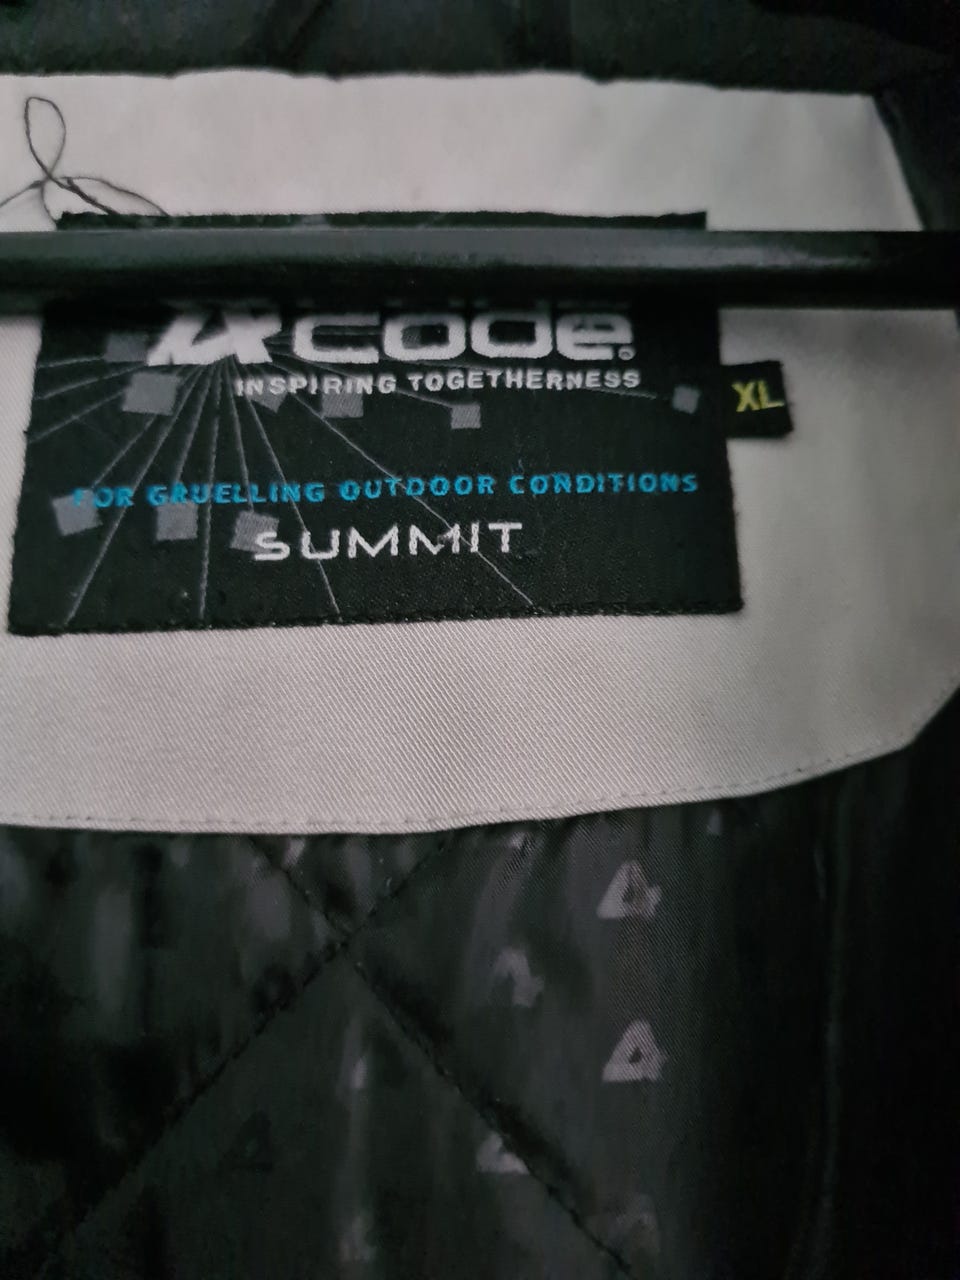 code
INSPIRING TOGETHERNESS
XL
FOR GRUELLING OUTDOOR CONDITIONS
SUMMIT